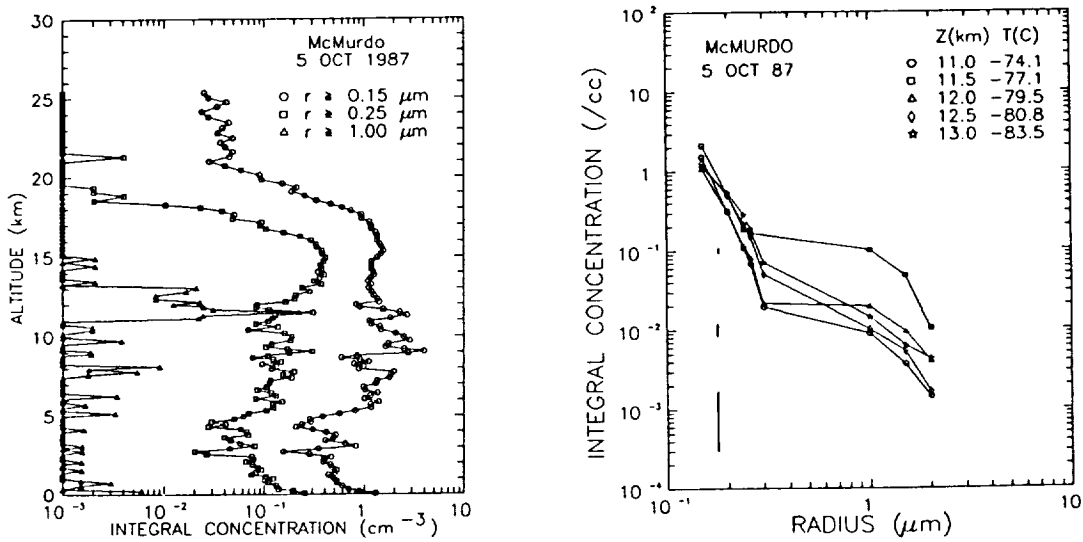 30
25
20
15
10
5
0
ALTITUDE (km)
McMurdo
5 OCT 1987
○ r ≥ 0.15 μm
□ r ≥ 0.25 μm
△ r ≥ 1.00 μm
10⁻³ 10⁻² 10⁻¹ 1 10
INTEGRAL CONCENTRATION (cm⁻³)
10²
10
1
10⁻¹
10⁻²
10⁻³
10⁻⁴
INTEGRAL CONCENTRATION (/cc)
McMURDO
5 OCT 87
Z(km) T(C)
○ 11.0 -74.1
□ 11.5 -77.1
△ 12.0 -79.5
◊ 12.5 -80.8
☆ 13.0 -83.5
10⁻¹ 1 10
RADIUS (μm)